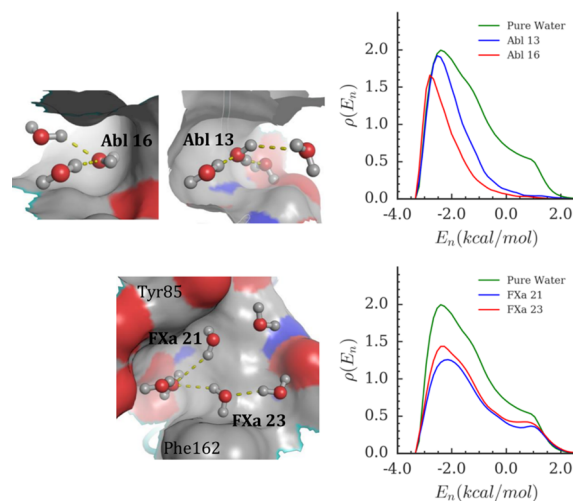 Abl 16
Abl 13
2.0
1.5
1.0
0.5
0.0
-4.0
-2.0
0.0
2.0
ρ(Eₙ)
Eₙ(kcal/mol)
Pure Water
Abl 13
Abl 16
Tyr85
FXa 21
FXa 23
Phe162
2.0
1.5
1.0
0.5
0.0
-4.0
-2.0
0.0
2.0
ρ(Eₙ)
Eₙ(kcal/mol)
Pure Water
FXa 21
FXa 23